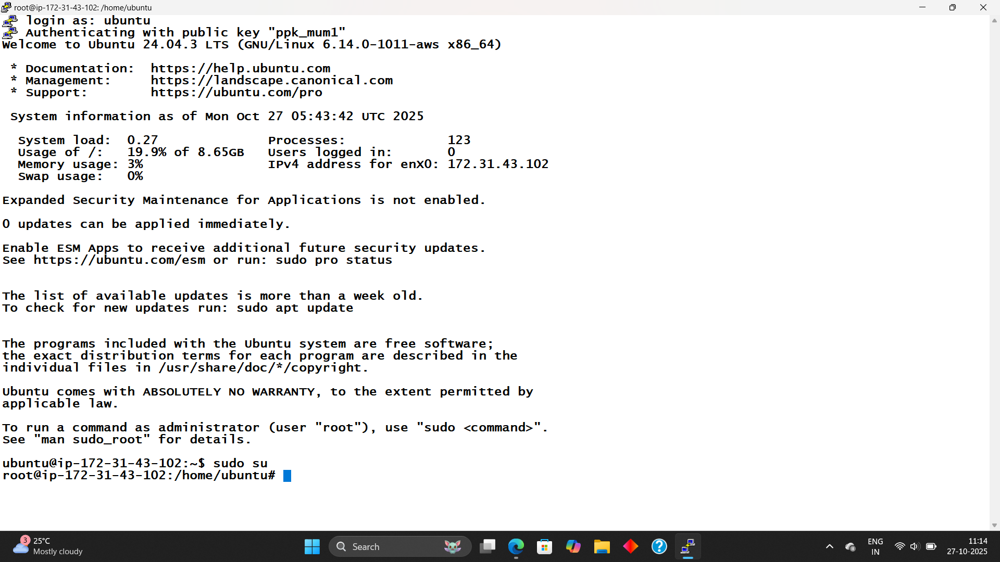 root@ip-172-31-43-102: /home/ubuntu
login as: ubuntu
Authenticating with public key "ppk_mum1"
Welcome to Ubuntu 24.04.3 LTS (GNU/Linux 6.14.0-1011-aws x86_64)
* Documentation:  https://help.ubuntu.com
* Management:     https://landscape.canonical.com
* Support:        https://ubuntu.com/pro
System information as of Mon Oct 27 05:43:42 UTC 2025
System load:  0.27              Processes:             123
Usage of /:   19.9% of 8.65GB   Users logged in:       0
Memory usage: 3%                IPv4 address for enX0: 172.31.43.102
Swap usage:   0%
Expanded Security Maintenance for Applications is not enabled.
0 updates can be applied immediately.
Enable ESM Apps to receive additional future security updates.
See https://ubuntu.com/esm or run: sudo pro status
The list of available updates is more than a week old.
To check for new updates run: sudo apt update
The programs included with the Ubuntu system are free software;
the exact distribution terms for each program are described in the
individual files in /usr/share/doc/*/copyright.
Ubuntu comes with ABSOLUTELY NO WARRANTY, to the extent permitted by
applicable law.
To run a command as administrator (user "root"), use "sudo <command>".
See "man sudo_root" for details.
ubuntu@ip-172-31-43-102:~$ sudo su
root@ip-172-31-43-102:/home/ubuntu#
3
25°C
Mostly cloudy
Search
ENG
IN
11:14
27-10-2025